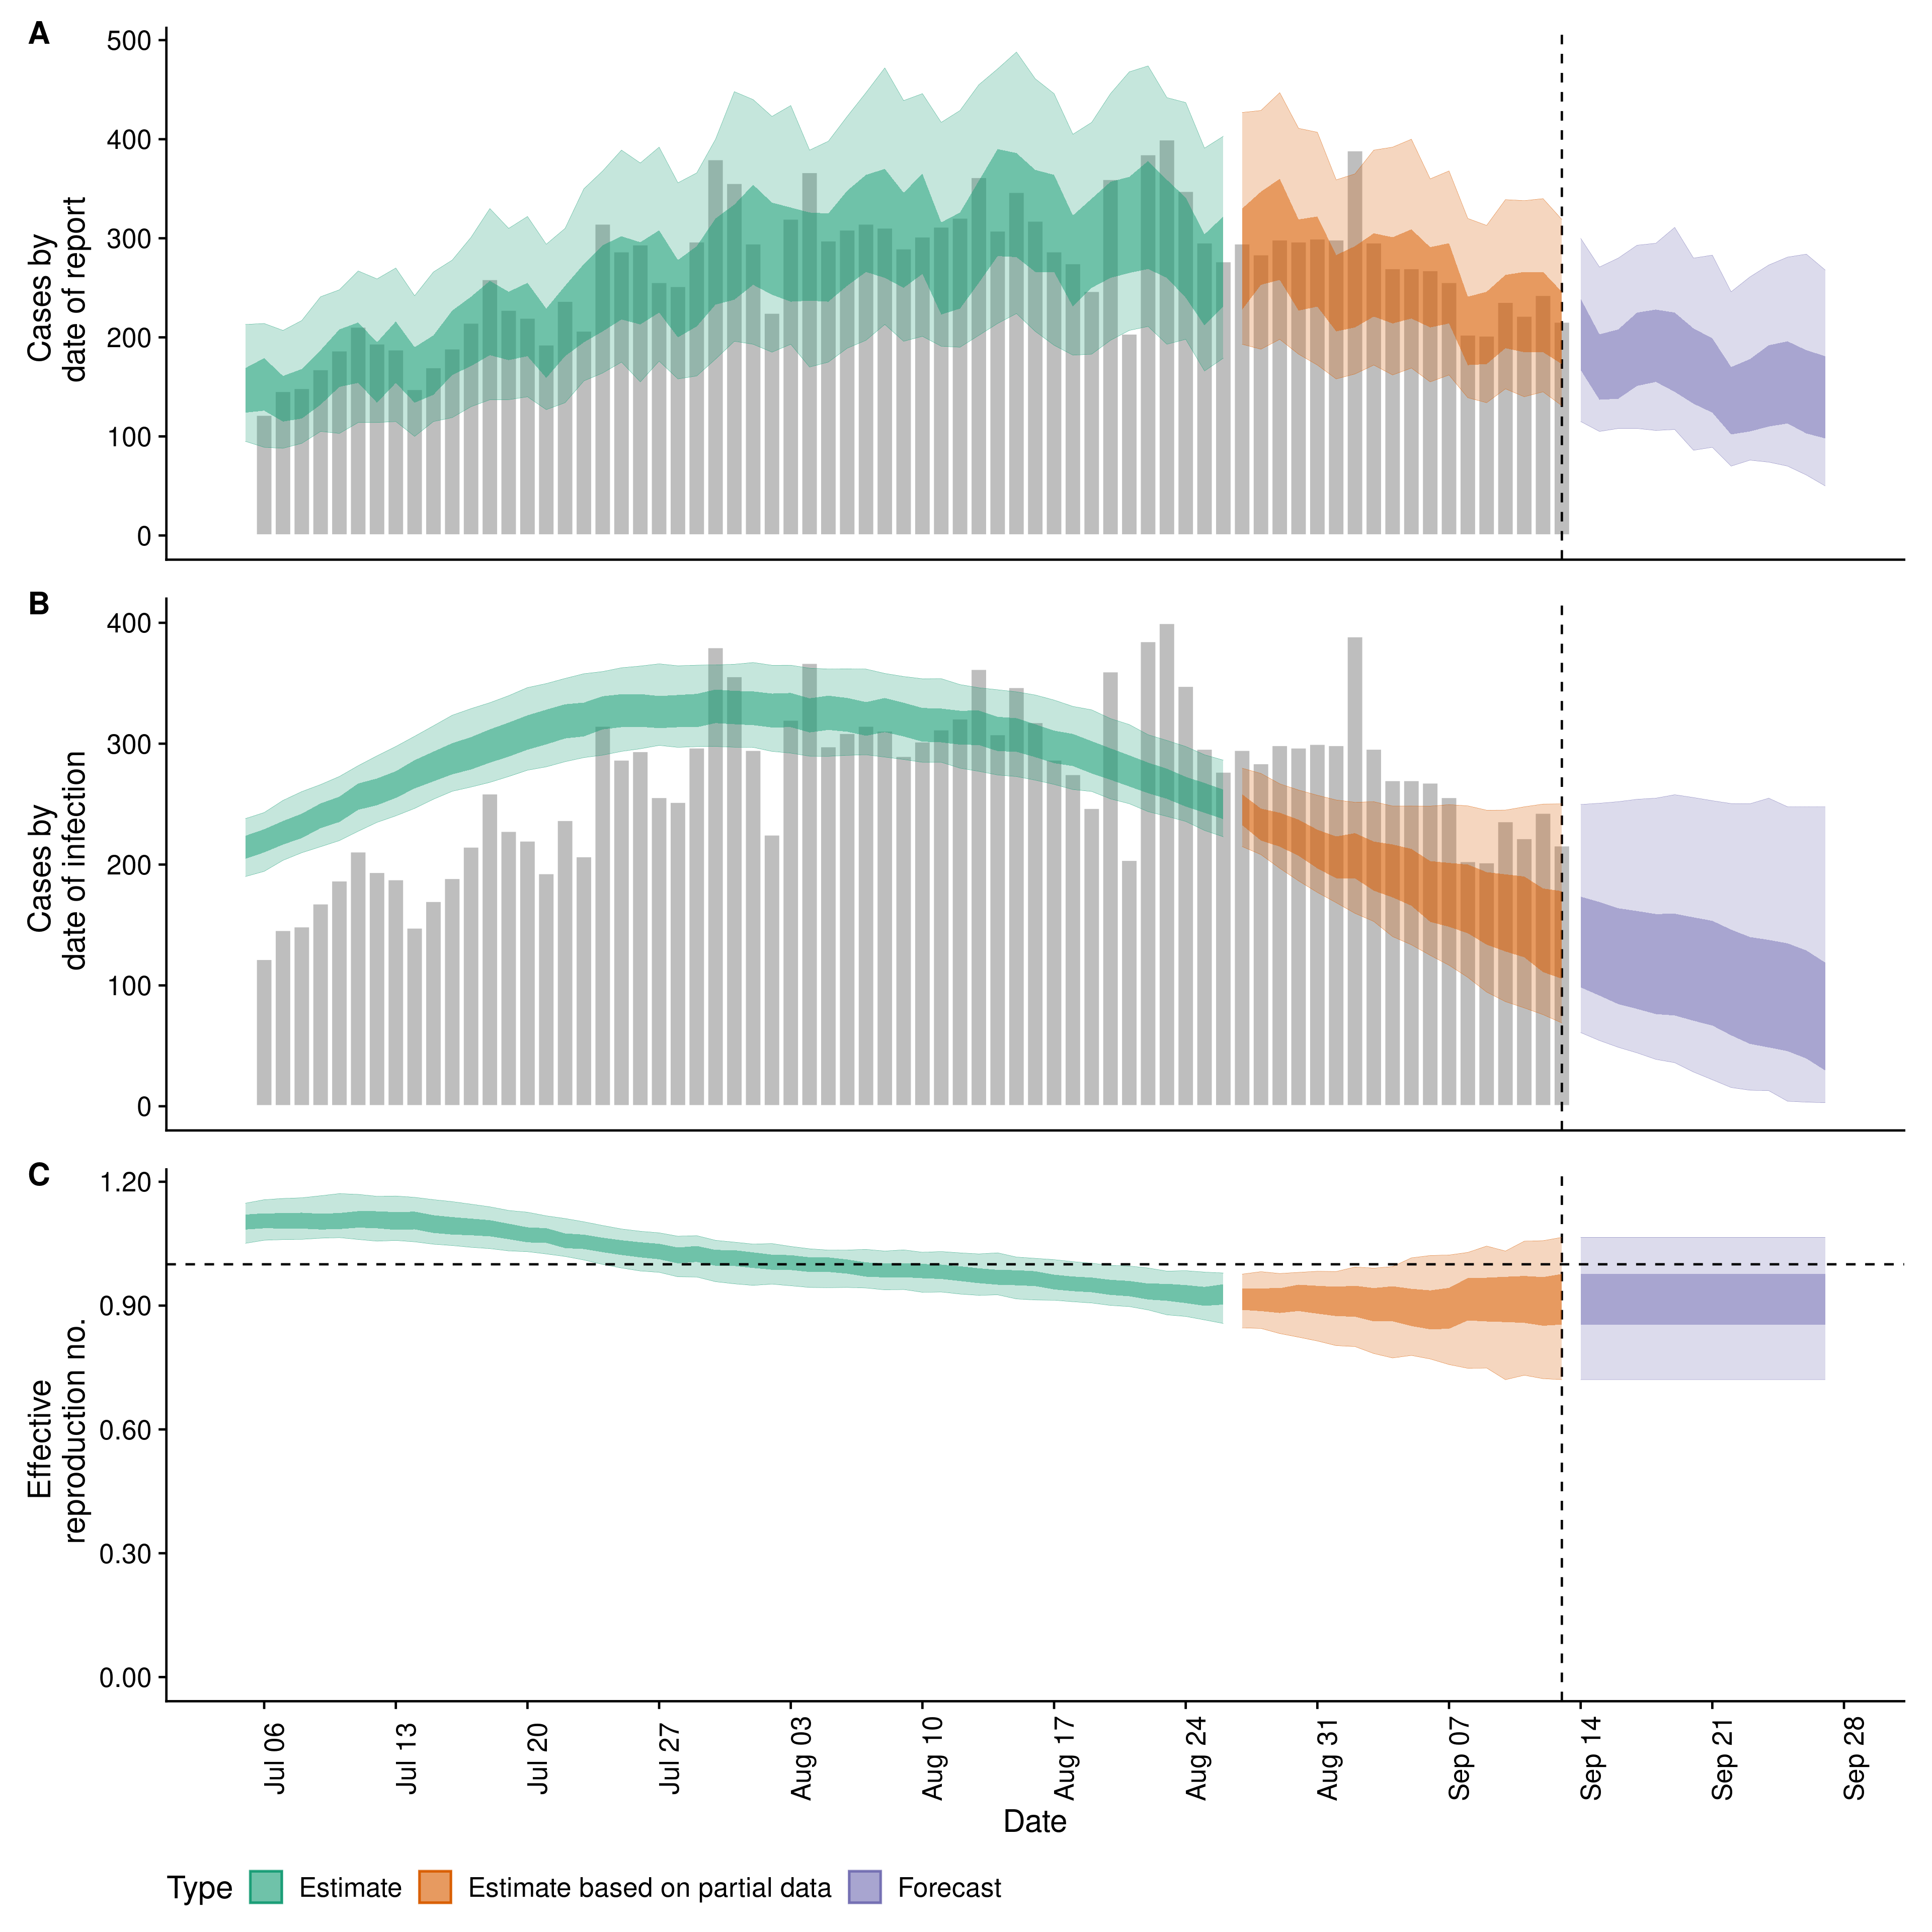 A
500
400
300
200
100
0
Cases by
date of report
B
400
300
200
100
0
Cases by
date of infection
C
1.20
0.90
0.60
0.30
0.00
Effective
reproduction no.
Jul 06
Jul 13
Jul 20
Jul 27
Aug 03
Aug 10
Aug 17
Aug 24
Aug 31
Sep 07
Sep 14
Sep 21
Sep 28
Date
Type Estimate Estimate based on partial data Forecast